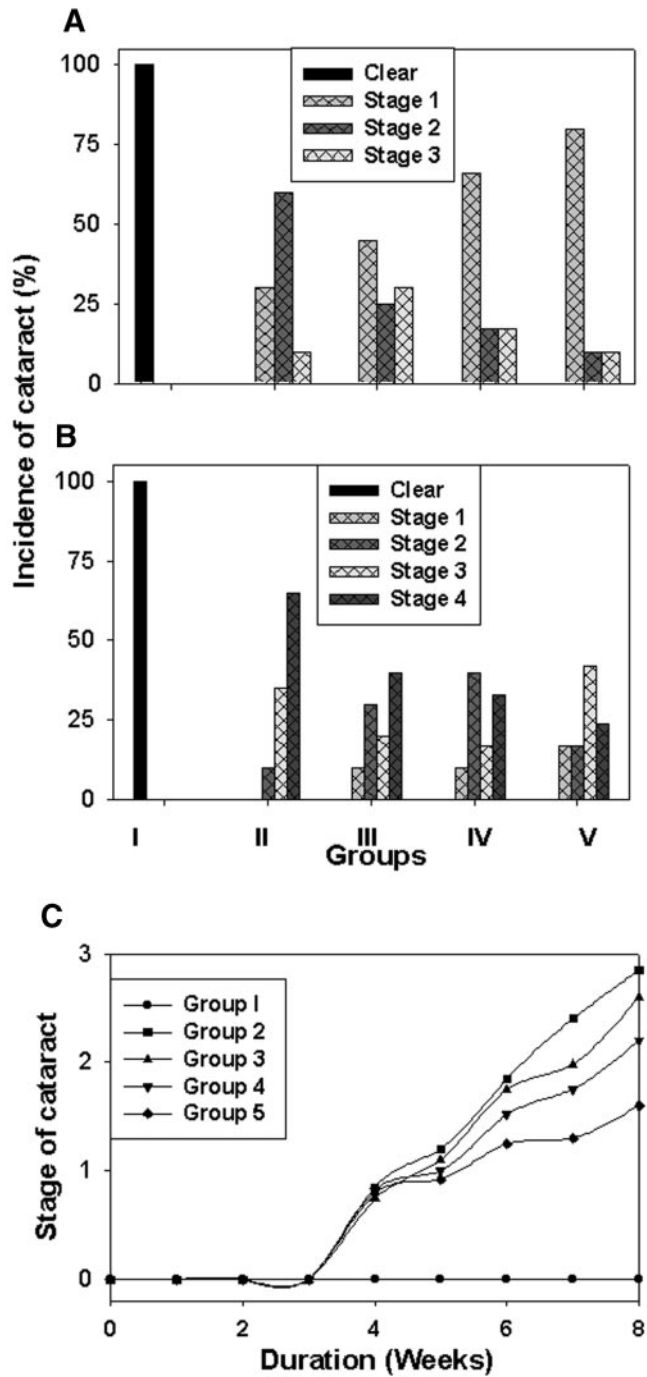 A
Incidence of cataract (%)
100
75
50
25
0
Clear
Stage 1
Stage 2
Stage 3
B
100
75
50
25
0
Clear
Stage 1
Stage 2
Stage 3
Stage 4
I II III IV V
Groups
C
Stage of cataract
3
2
1
0
Group I
Group 2
Group 3
Group 4
Group 5
0 2 4 6 8
Duration (Weeks)